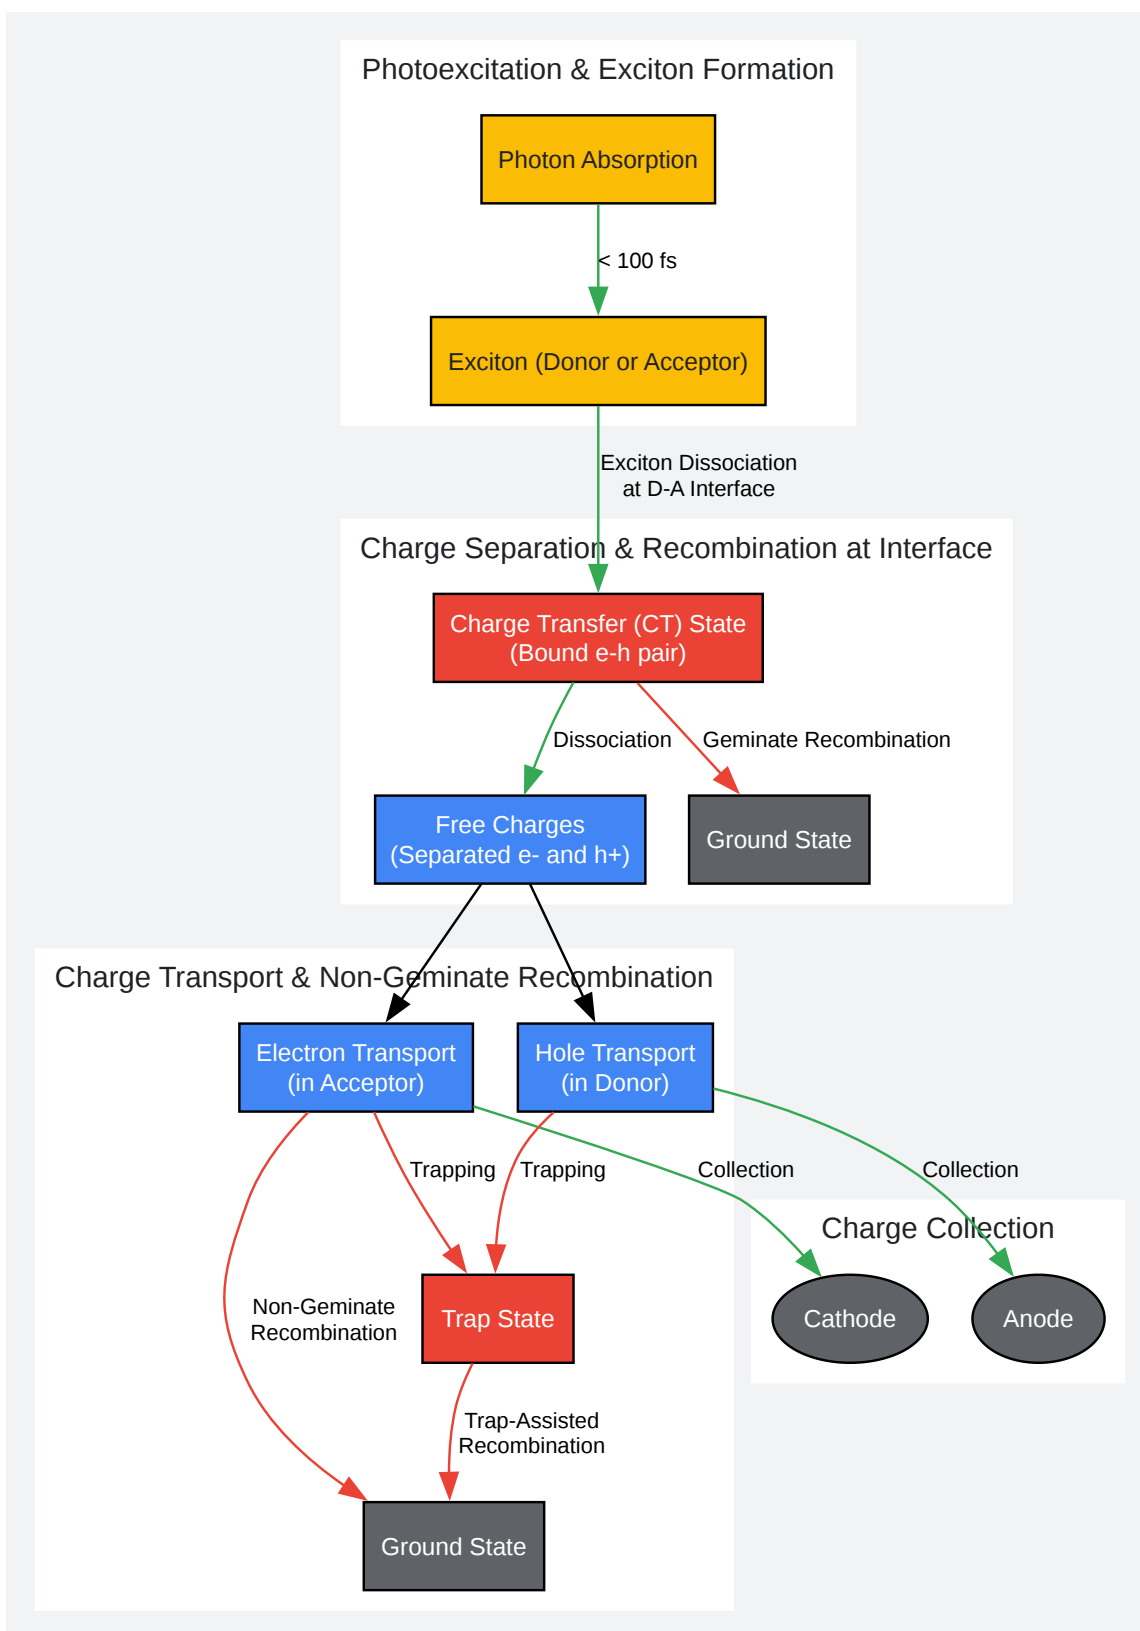 Photoexcitation & Exciton Formation
Photon Absorption
< 100 fs
Exciton (Donor or Acceptor)
Exciton Dissociation
at D-A Interface
Charge Separation & Recombination at Interface
Charge Transfer (CT) State
(Bound e-h pair)
Dissociation
Geminate Recombination
Free Charges
(Separated e- and h+)
Ground State
Charge Transport & Non-Geminate Recombination
Electron Transport
(in Acceptor)
Hole Transport
(in Donor)
Trapping
Trapping
Collection
Collection
Charge Collection
Non-Geminate
Recombination
Trap State
Cathode
Anode
Trap-Assisted
Recombination
Ground State